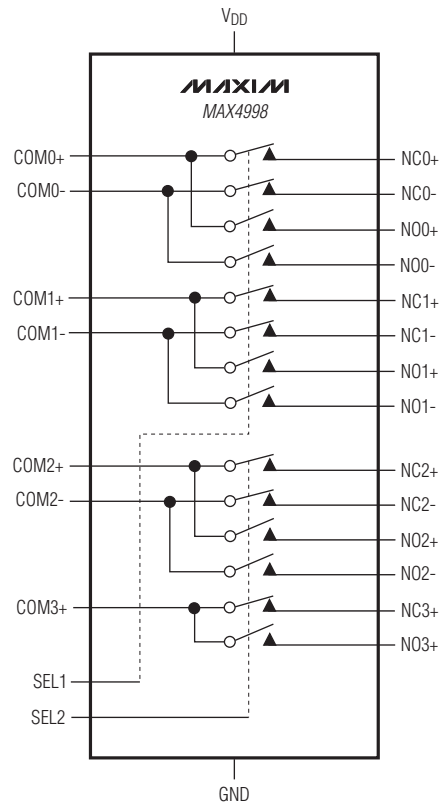 VDD
MAXIM
MAX4998
COM0+
NC0+
COM0-
NC0-
NO0+
NO0-
COM1+
NC1+
COM1-
NC1-
NO1+
NO1-
COM2+
NC2+
COM2-
NC2-
NO2+
NO2-
COM3+
NC3+
NO3+
SEL1
SEL2
GND